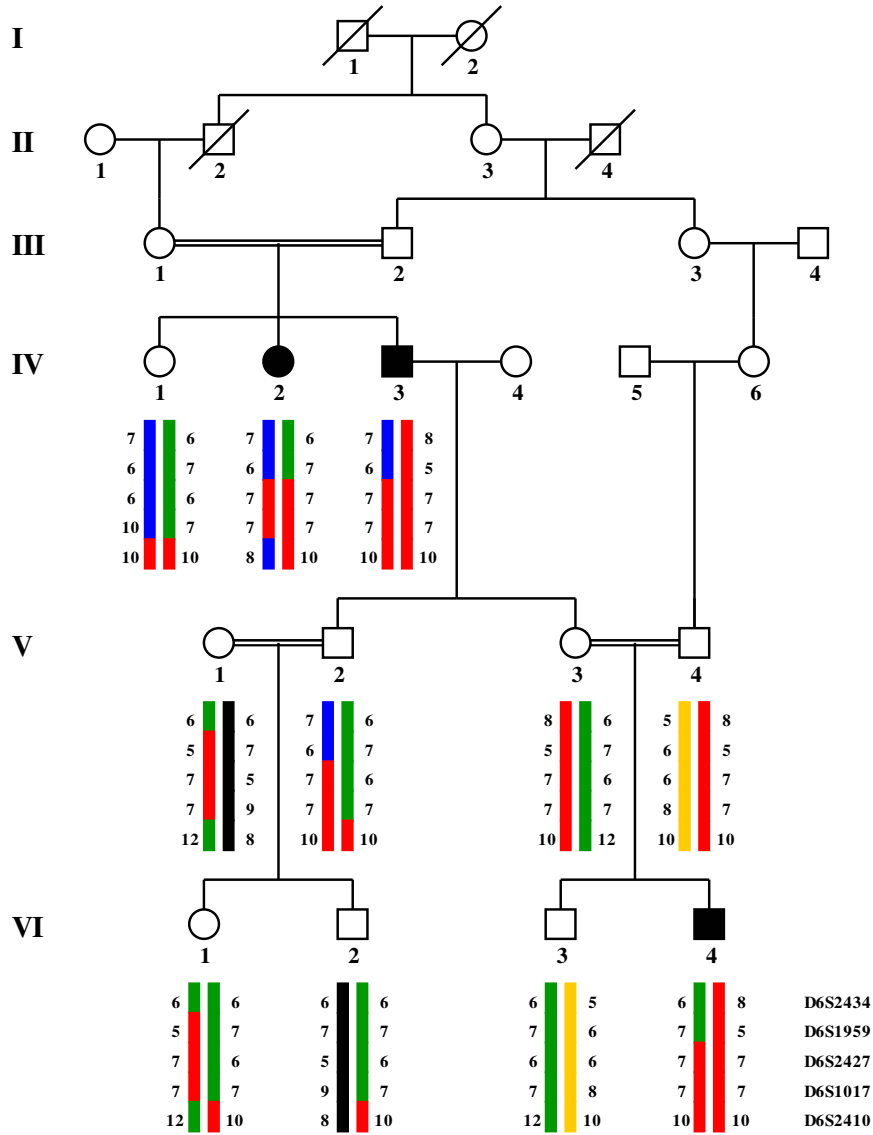 I
1 2
II
1 2 3 4
III
1 2 3 4
IV
1 2 3 4 5 6
7 6 7 6 7 8
6 7 6 7 6 5
6 6 7 7 7 7
10 7 7 7 7 7
10 10 8 10 10 10
V
1 2 3 4
6 6 7 6 8 6 5 8
5 7 6 7 5 7 6 5
7 5 7 6 7 6 6 7
7 9 7 7 7 7 8 7
12 8 10 10 10 12 10 10
VI
1 2 3 4
6 6 6 6 6 5 6 8 D6S2434
5 7 7 7 7 6 7 5 D6S1959
7 6 5 6 6 6 7 7 D6S2427
7 7 9 7 7 8 7 7 D6S1017
12 10 8 10 12 10 10 10 D6S2410